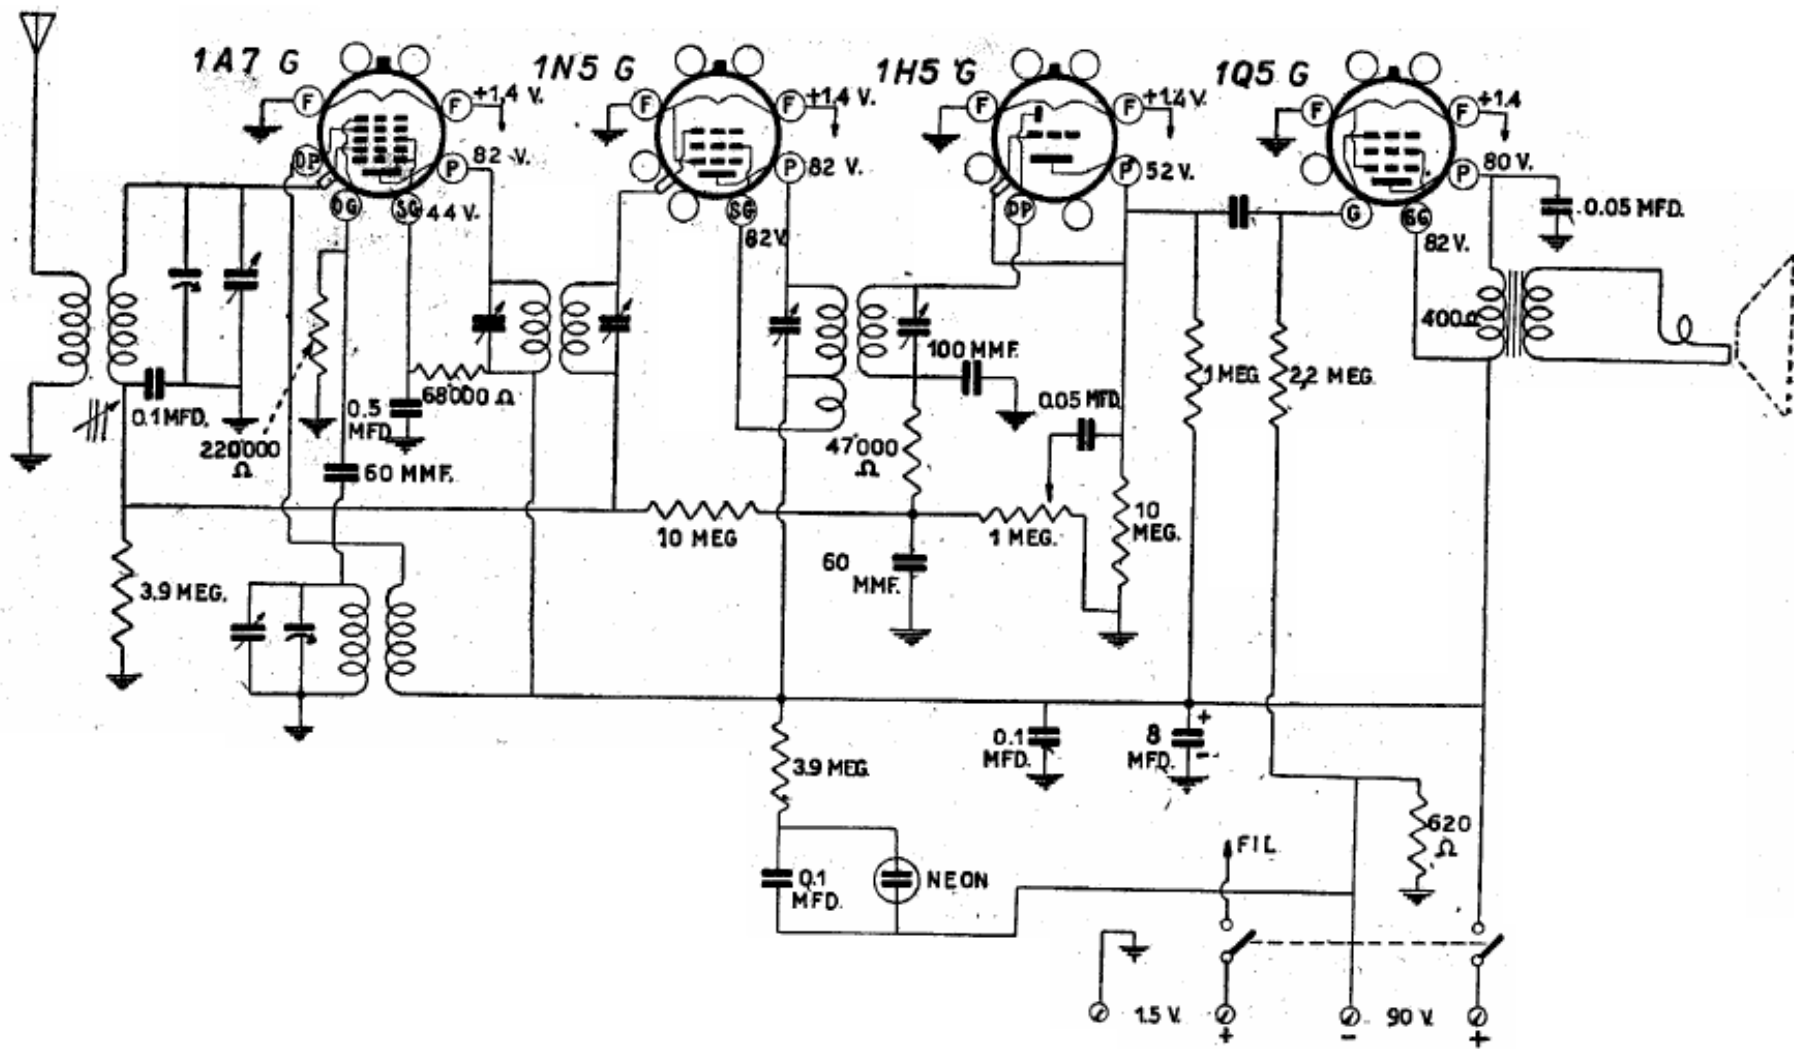 1A7 G
1N5 G
1H5 G
1Q5 G
F
F
+1.4 V.
F
F
+1.4 V.
F
F
+1.4 V.
F
F
+1.4
DP
P
82 V.
P
82 V.
P
52 V.
P
80 V.
DG
SG
44 V.
SG
82 V.
DP
G
SG
82 V.
0.05 MFD.
0.1 MFD.
220000
Ω
68000 Ω
0.5
MFD
60 MMF.
100 MMF.
47000
Ω
0.05 MFD.
1 MEG.
2,2 MEG.
400Ω
10 MEG
1 MEG.
10
MEG.
60
MMF.
3.9 MEG.
3.9 MEG.
0.1
MFD.
8
MFD.
+
-
620
Ω
0.1
MFD.
NEON
FIL
1.5 V.
+
-
90 V.
+